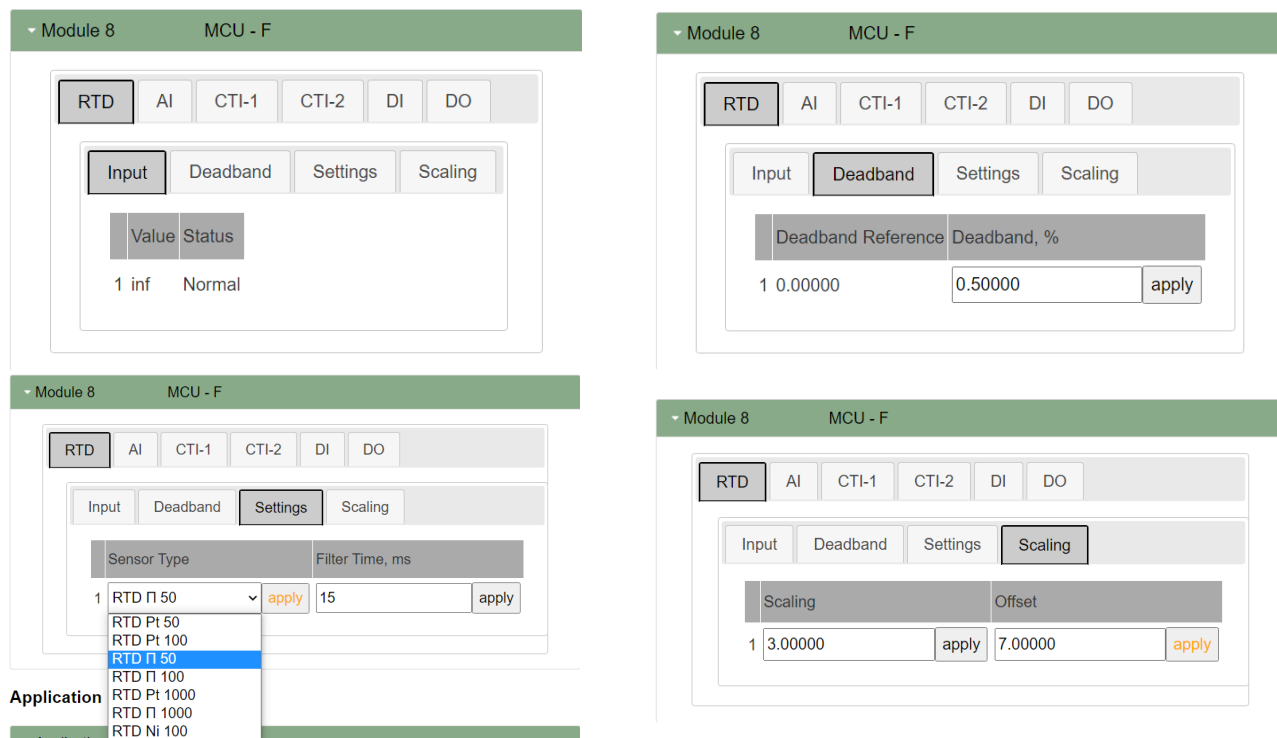 Module 8 MCU - F
RTD AI CTI-1 CTI-2 DI DO
Input Deadband Settings Scaling
Value Status
1 inf Normal
Module 8 MCU - F
RTD AI CTI-1 CTI-2 DI DO
Input Deadband Settings Scaling
Deadband Reference Deadband, %
1 0.00000 0.50000 apply
Module 8 MCU - F
RTD AI CTI-1 CTI-2 DI DO
Input Deadband Settings Scaling
Sensor Type Filter Time, ms
1 RTD П 50 apply 15 apply
RTD Pt 50
RTD Pt 100
RTD П 50
RTD П 100
RTD Pt 1000
RTD П 1000
RTD Ni 100
Application
Module 8 MCU - F
RTD AI CTI-1 CTI-2 DI DO
Input Deadband Settings Scaling
Scaling Offset
1 3.00000 apply 7.00000 apply